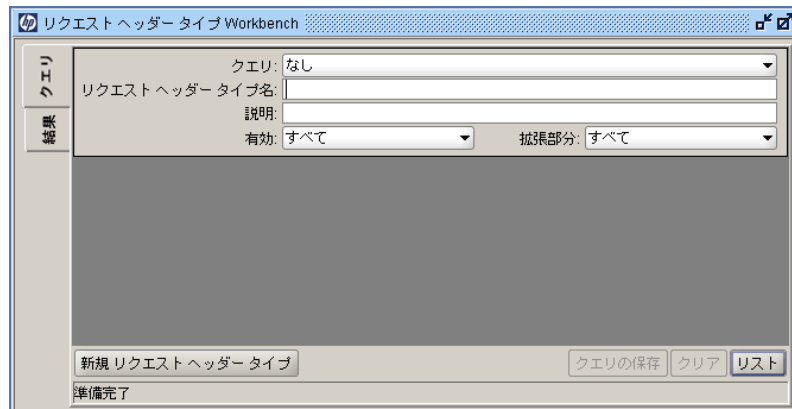 hp リクエスト ヘッダー タイプ Workbench
クエリ
結果
クエリ: なし
リクエスト ヘッダー タイプ名:
説明:
有効: すべて 拡張部分: すべて
新規 リクエスト ヘッダー タイプ クエリの保存 クリア リスト
準備完了